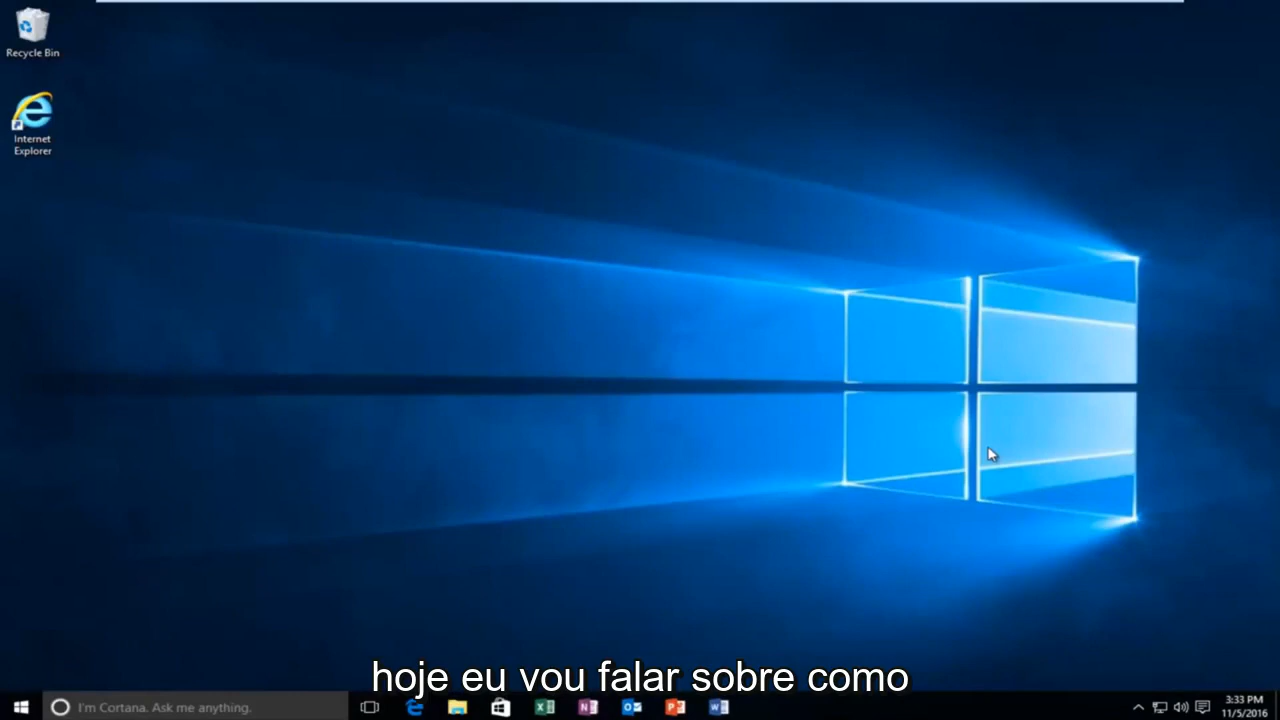 Recycle Bin
Internet
Explorer
hoje eu vou falar sobre como
I'm Cortana. Ask me anything.
3:33 PM
11/5/2016